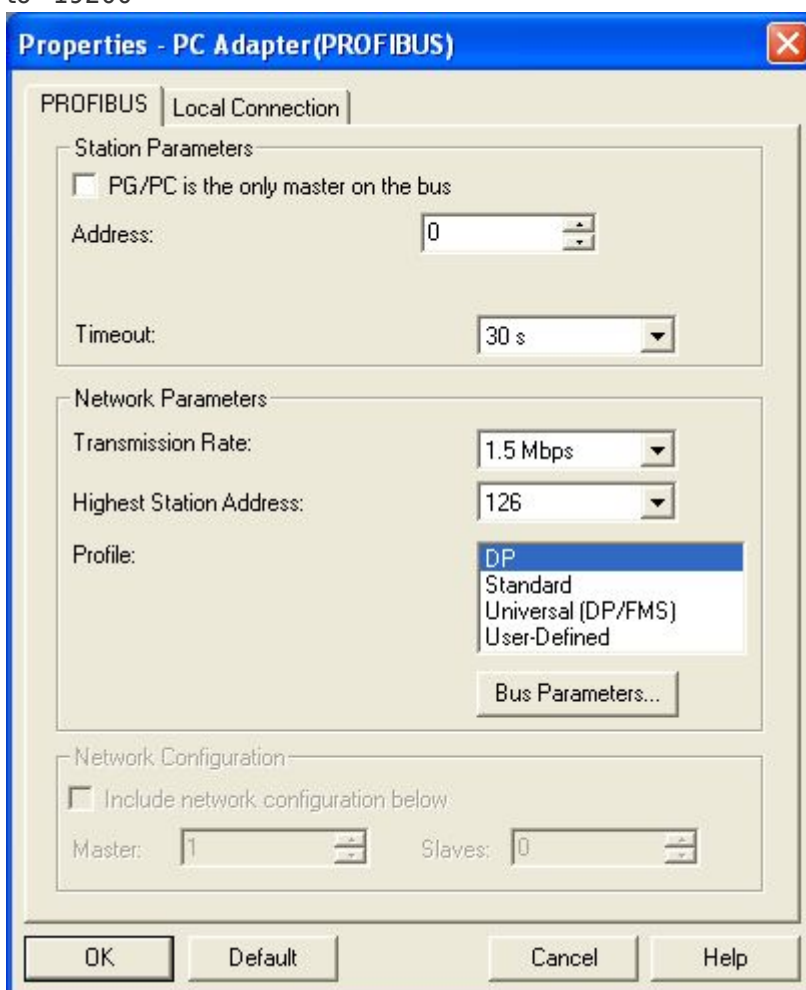 to 19200
Properties - PC Adapter(PROFIBUS)
PROFIBUS Local Connection
Station Parameters
PG/PC is the only master on the bus
Address: 0
Timeout: 30 s
Network Parameters
Transmission Rate: 1.5 Mbps
Highest Station Address: 126
Profile: DP
Standard
Universal (DP/FMS)
User-Defined
Bus Parameters...
Network Configuration
Include network configuration below
Master: 1 Slaves: 0
OK Default Cancel Help